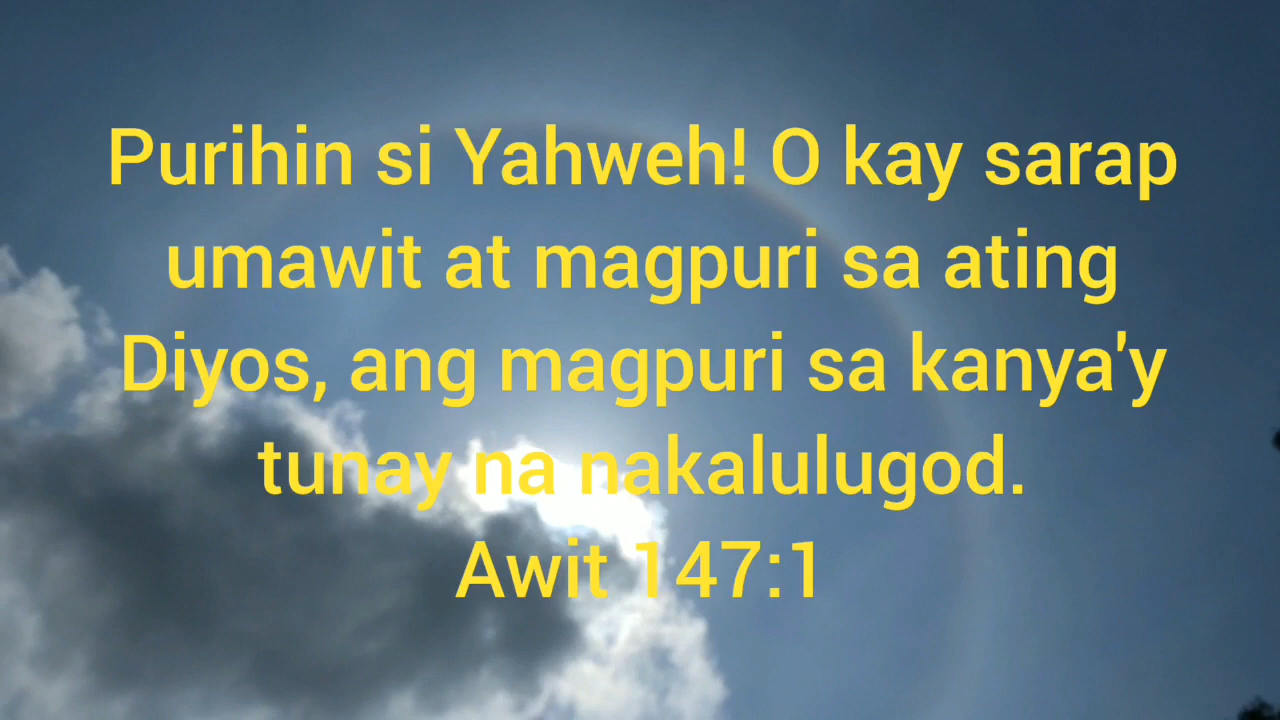 Purihin si Yahweh! O kay sarap
umawit at magpuri sa ating
Diyos, ang magpuri sa kanya'y
tunay na nakalulugod.
Awit 147:1